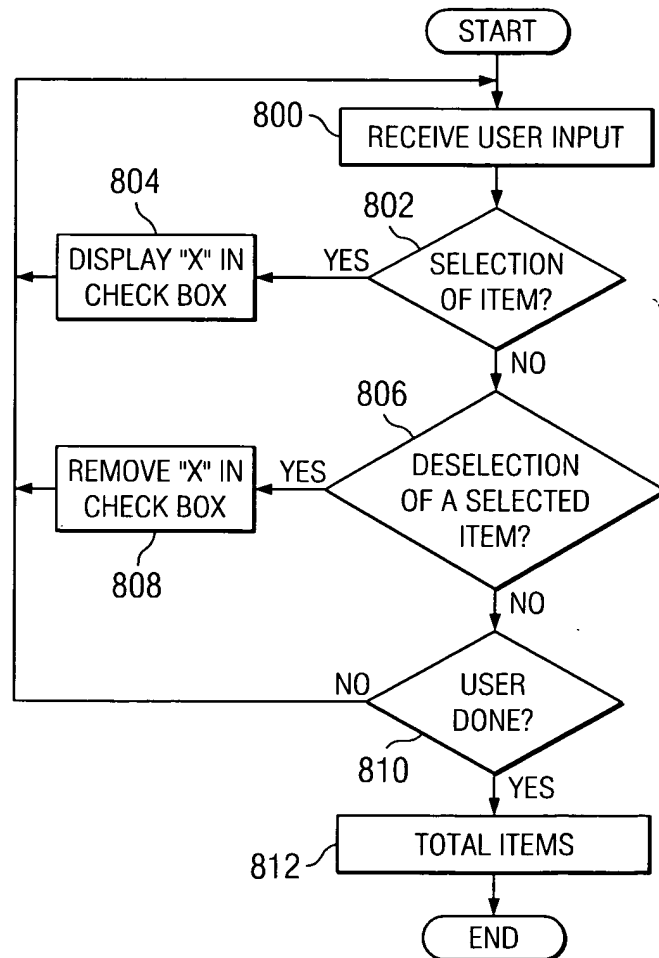 START
800
RECEIVE USER INPUT
804
802
DISPLAY "X" IN
CHECK BOX
YES
SELECTION
OF ITEM?
NO
806
REMOVE "X" IN
CHECK BOX
YES
DESELECTION
OF A SELECTED
ITEM?
808
NO
NO
USER
DONE?
810
YES
TOTAL ITEMS
812
END